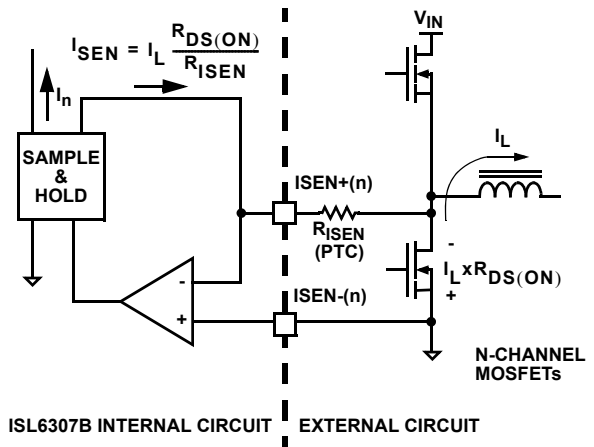 I_SEN = I_L R_DS(ON) / R_ISEN
I_n
SAMPLE
&
HOLD
-
+
ISEN+(n)
R_ISEN
(PTC)
ISEN-(n)
V_IN
I_L
-
I_L x R_DS(ON)
+
N-CHANNEL
MOSFETs
ISL6307B INTERNAL CIRCUIT
EXTERNAL CIRCUIT